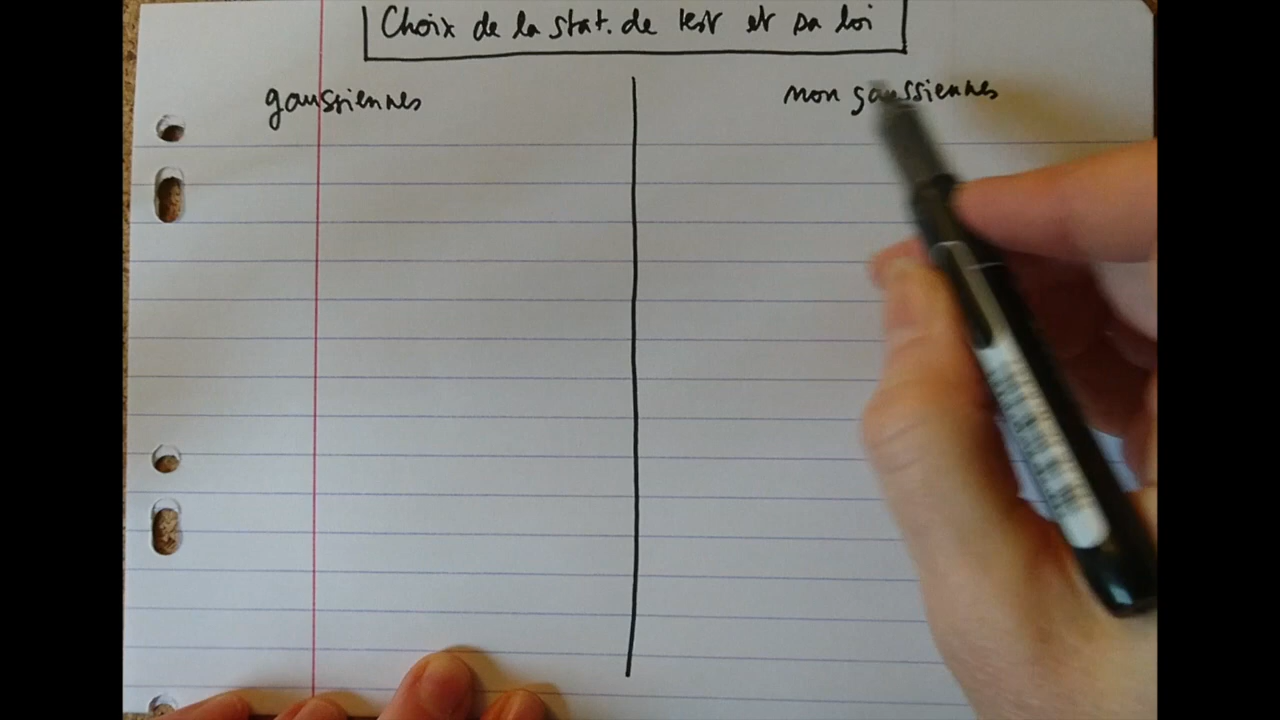 Choix de la stat. de test et sa loi
gaussiennes
non gaussiennes